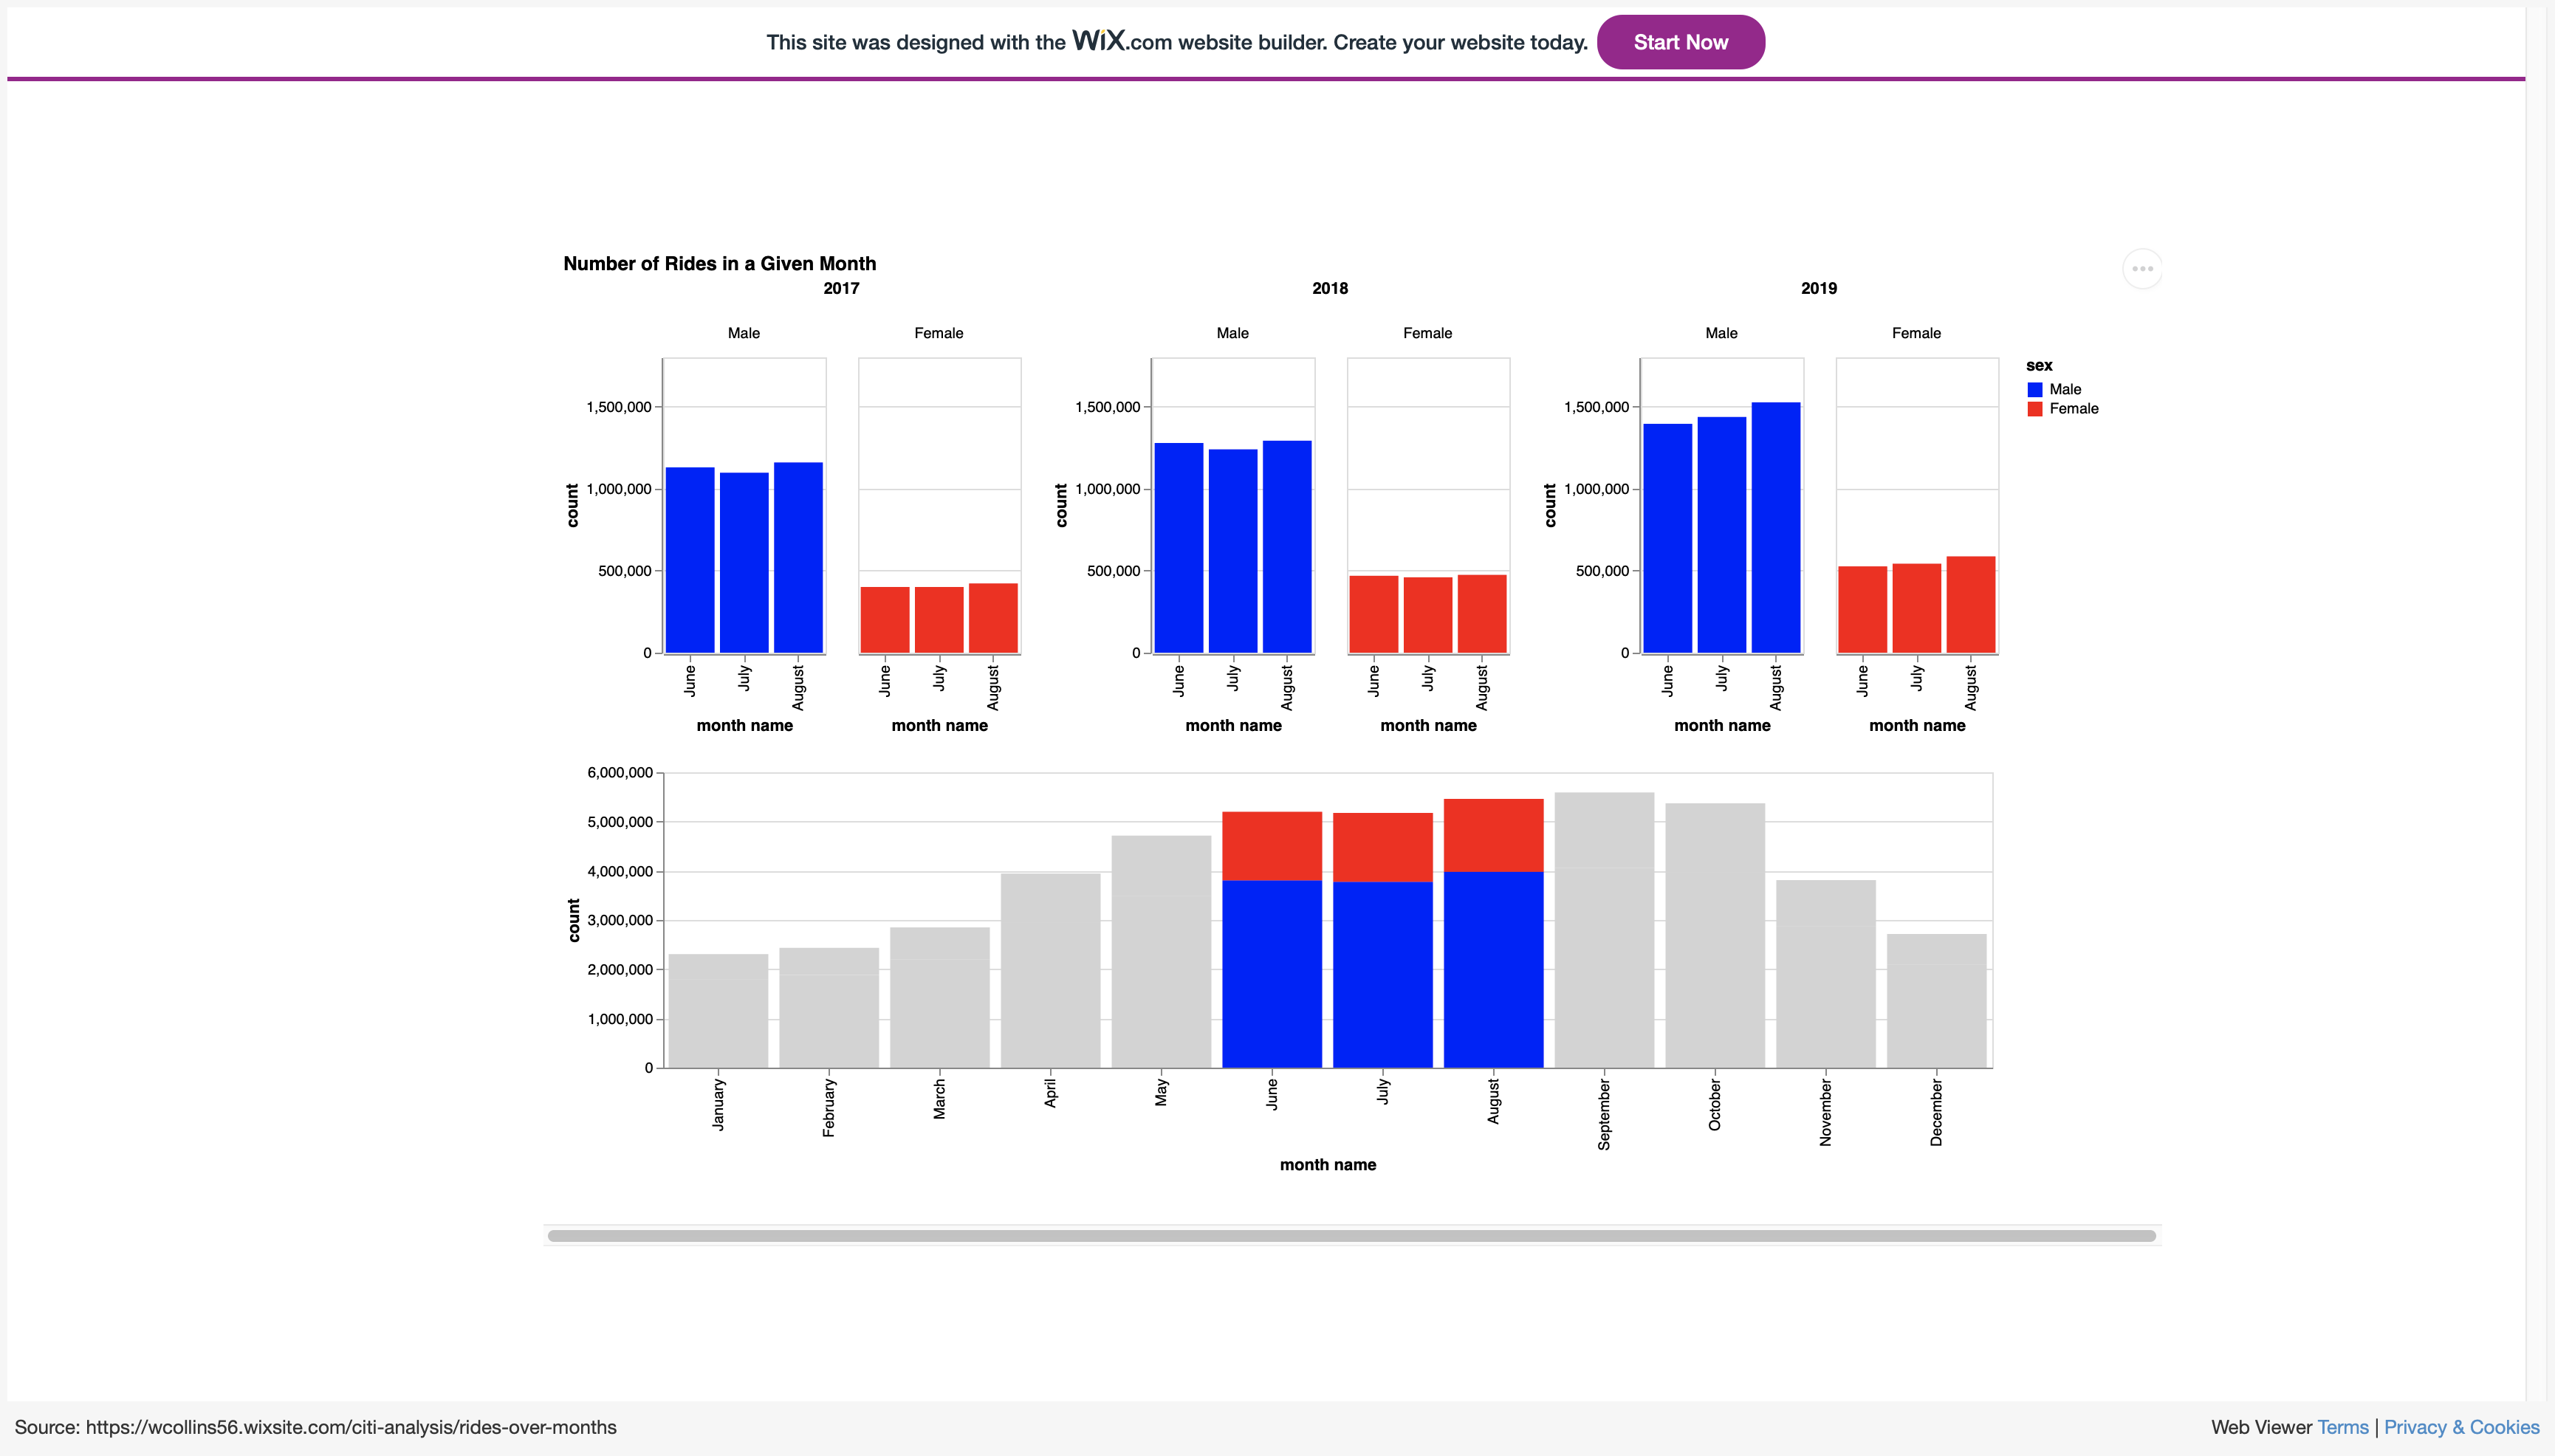 This site was designed with the WiX.com website builder. Create your website today. Start Now
Number of Rides in a Given Month
2017 2018 2019
Male Female Male Female Male Female
sex
Male
Female
1,500,000 1,500,000 1,500,000
1,000,000 1,000,000 1,000,000
500,000 500,000 500,000
0 0 0
count count count
June July August June July August June July August June July August June July August June July August
month name month name month name month name month name month name
6,000,000
5,000,000
4,000,000
3,000,000
2,000,000
1,000,000
0
count
January February March April May June July August September October November December
month name
Source: https://wcollins56.wixsite.com/citi-analysis/rides-over-months
Web Viewer Terms | Privacy & Cookies